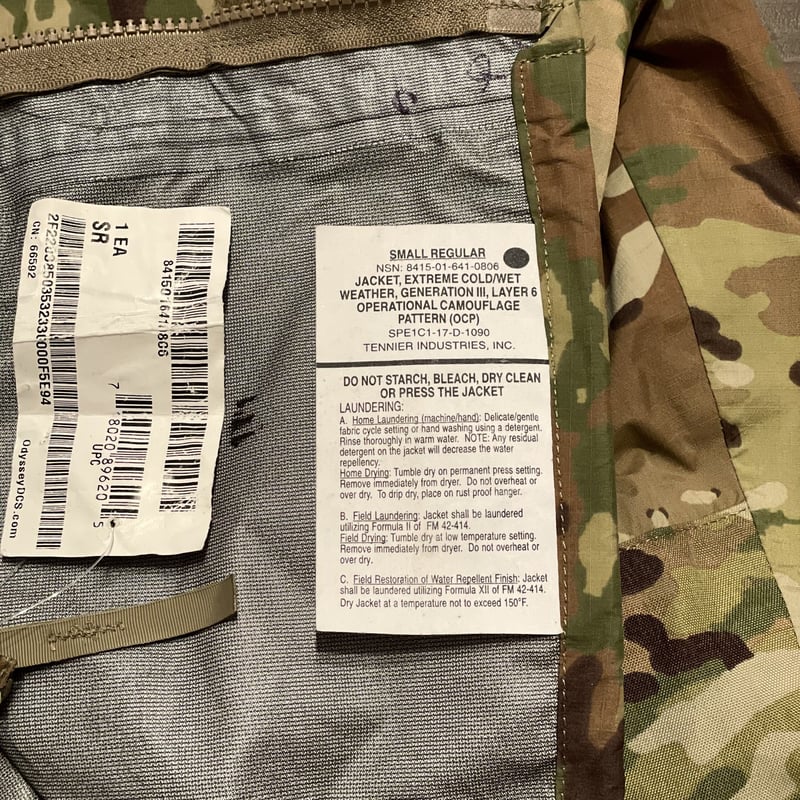 1 EA
SR
8415016410806
2F22038503532331000F5E94
CN: 66592
UPC
7 8020 89620 5
OdysseyDCS.com
SMALL REGULAR
NSN: 8415-01-641-0806
JACKET, EXTREME COLD/WET
WEATHER, GENERATION III, LAYER 6
OPERATIONAL CAMOUFLAGE
PATTERN (OCP)
SPE1C1-17-D-1090
TENNIER INDUSTRIES, INC.
DO NOT STARCH, BLEACH, DRY CLEAN
OR PRESS THE JACKET
LAUNDERING:
A. Home Laundering (machine/hand): Delicate/gentle
fabric cycle setting or hand washing using a detergent.
Rinse thoroughly in warm water. NOTE: Any residual
detergent on the jacket will decrease the water
repellency.
Home Drying: Tumble dry on permanent press setting.
Remove immediately from dryer. Do not overheat or
over dry. To drip dry, place on rust proof hanger.
B. Field Laundering: Jacket shall be laundered
utilizing Formula II of FM 42-414.
Field Drying: Tumble dry at low temperature setting.
Remove immediately from dryer. Do not overheat or
over dry.
C. Field Restoration of Water Repellent Finish: Jacket
shall be laundered utilizing Formula XII of FM 42-414.
Dry Jacket at a temperature not to exceed 150°F.